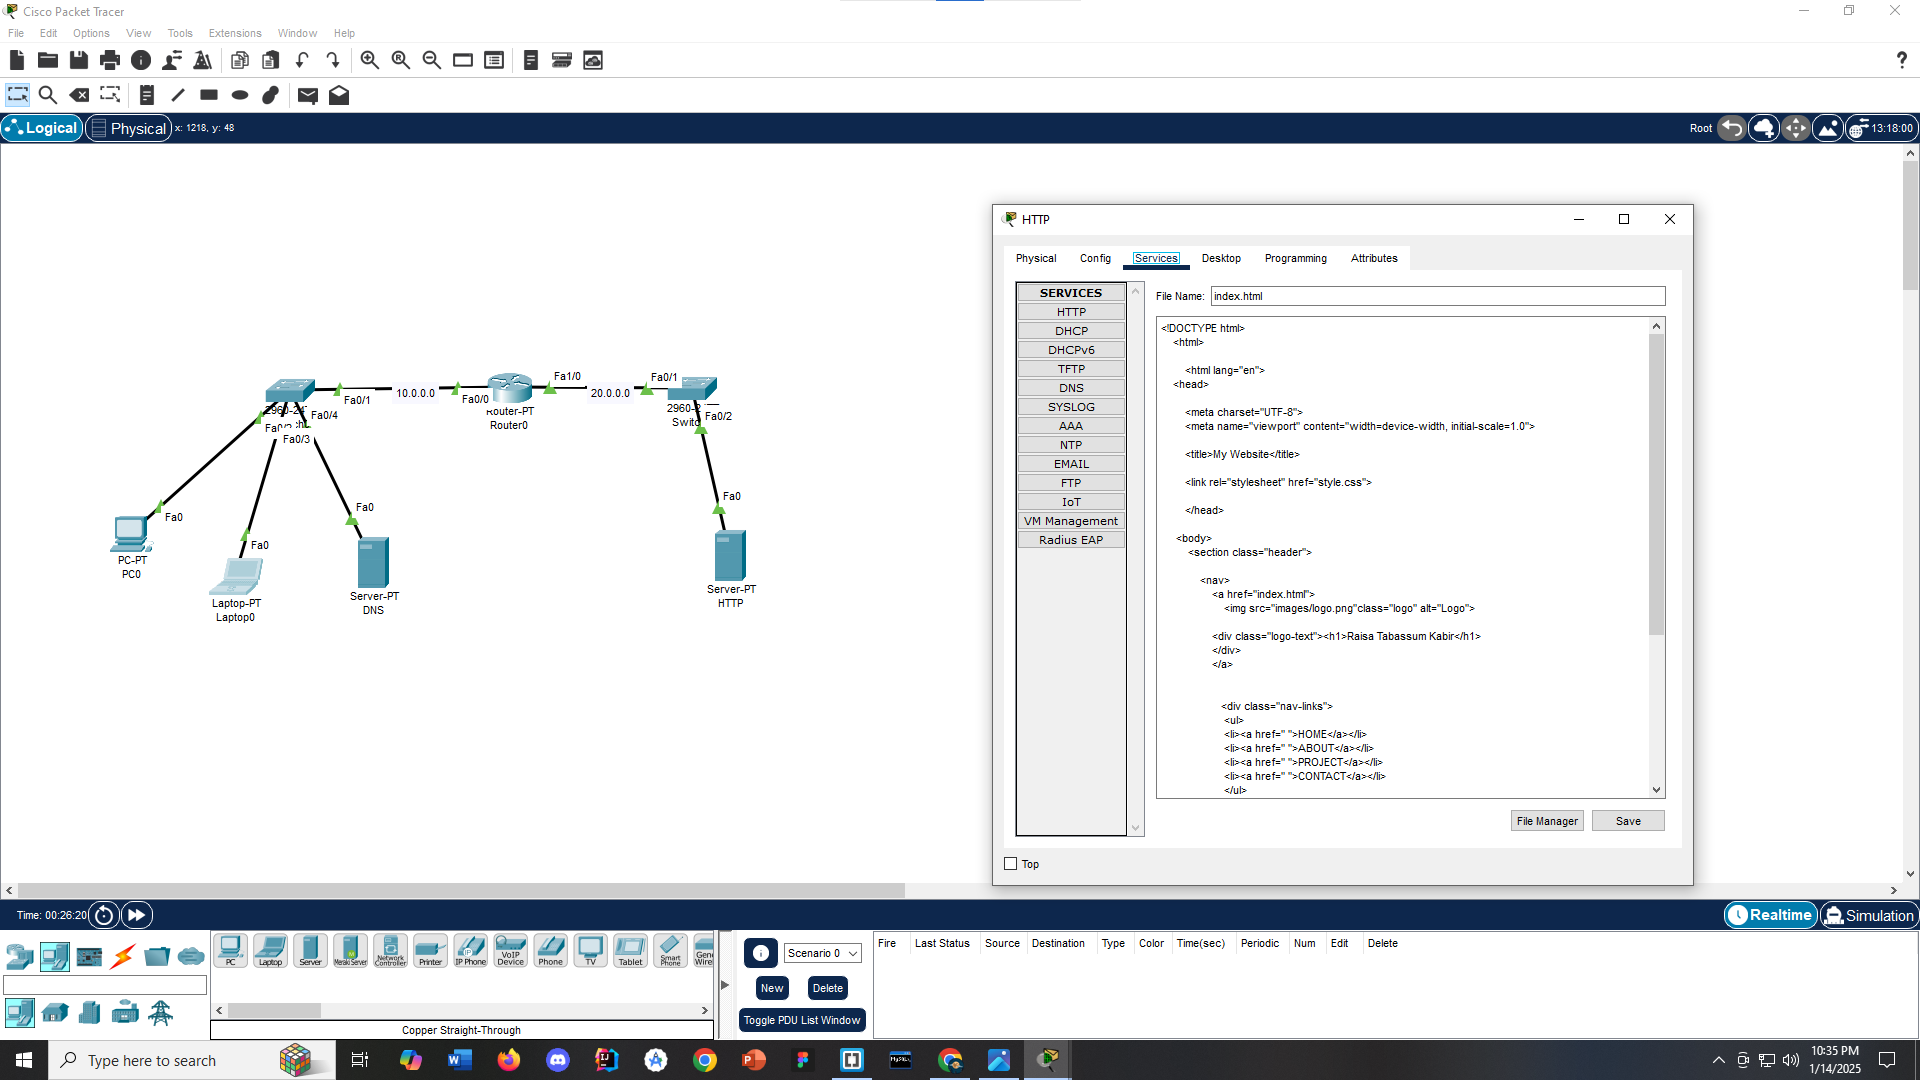 Cisco Packet Tracer
File Edit Options View Tools Extensions Window Help
Logical Physical x: 1218, y: 48
Root 13:18:00
HTTP
Physical Config Services Desktop Programming Attributes
SERVICES
HTTP
DHCP
DHCPv6
TFTP
DNS
SYSLOG
AAA
NTP
EMAIL
FTP
IoT
VM Management
Radius EAP
File Name: index.html
<!DOCTYPE html>
<html>
<html lang="en">
<head>
<meta charset="UTF-8">
<meta name="viewport" content="width=device-width, initial-scale=1.0">
<title>My Website</title>
<link rel="stylesheet" href="style.css">
</head>
<body>
<section class="header">
<nav>
<a href="index.html">
<img src="images/logo.png"class="logo" alt="Logo">
<div class="logo-text"><h1>Raisa Tabassum Kabir</h1>
</div>
</a>
<div class="nav-links">
<ul>
<li><a href=" ">HOME</a></li>
<li><a href=" ">ABOUT</a></li>
<li><a href=" ">PROJECT</a></li>
<li><a href=" ">CONTACT</a></li>
</ul>
File Manager Save
Top
Fa0/1
10.0.0.0
Fa0/0
Router-PT
Router0
Fa1/0
20.0.0.0
Fa0/1
Fa0/2
Fa0/4
Fa0/3
Fa0
PC-PT
PC0
Fa0
Laptop-PT
Laptop0
Fa0
Server-PT
DNS
Fa0
Server-PT
HTTP
Time: 00:26:20
Realtime Simulation
PC Laptop Server Meraki Server Network Controller Printer IP Phone VoIP Device Phone TV Tablet Smart Phone
Copper Straight-Through
Scenario 0
New Delete
Toggle PDU List Window
Fire Last Status Source Destination Type Color Time(sec) Periodic Num Edit Delete
Type here to search
10:35 PM
1/14/2025